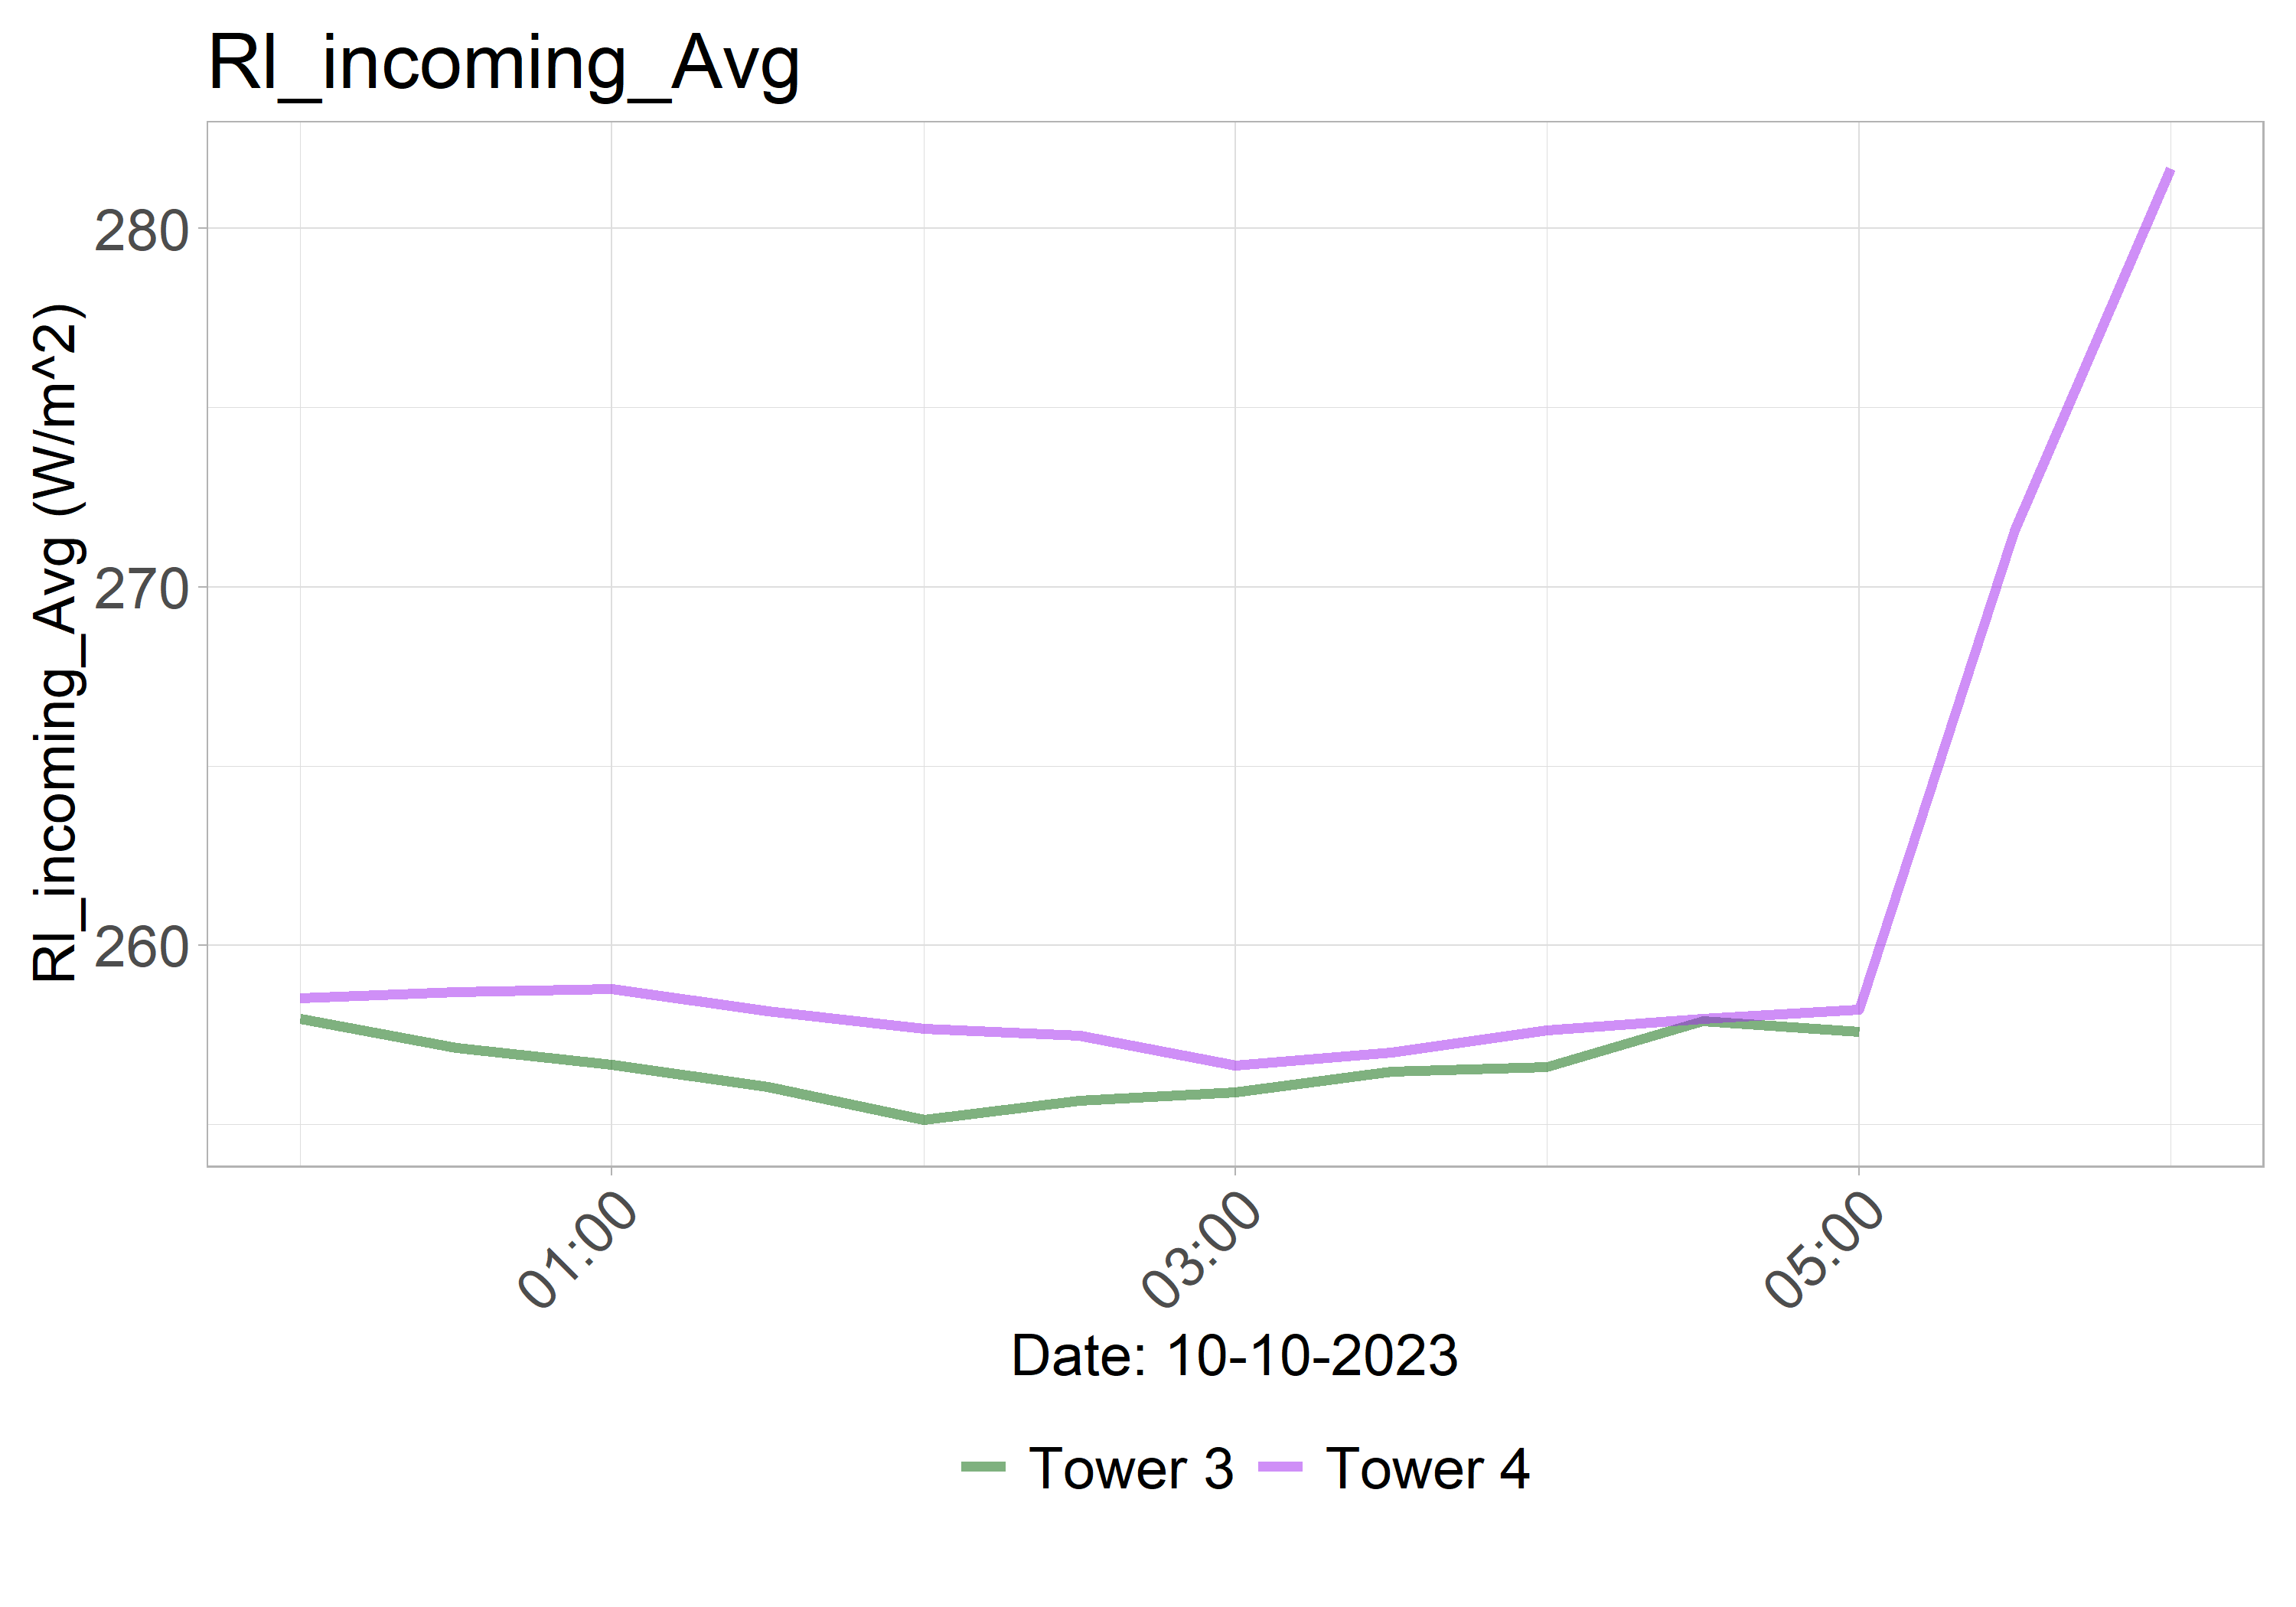 Rl_incoming_Avg
Rl_incoming_Avg (W/m^2)
280
270
260
01:00
03:00
05:00
Date: 10-10-2023
Tower 3
Tower 4